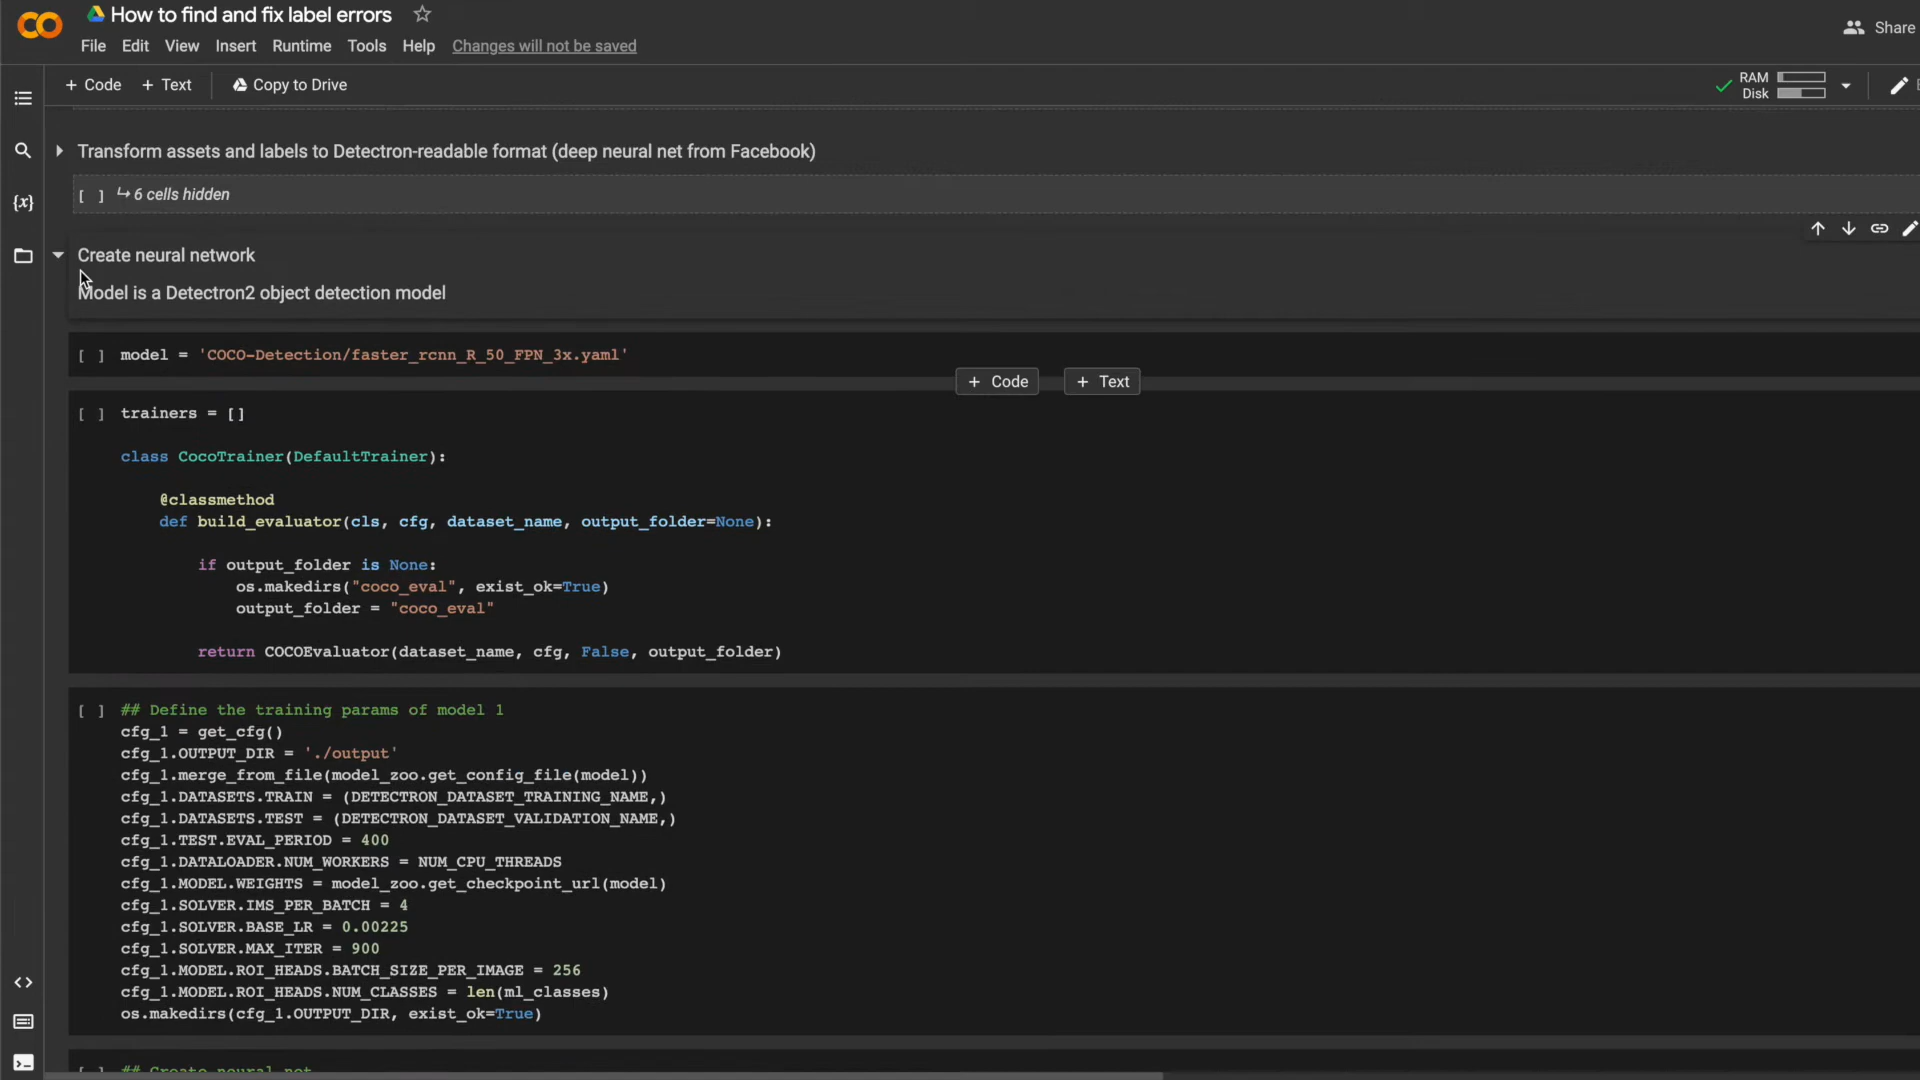 How to find and fix label errors
Share
File Edit View Insert Runtime Tools Help Changes will not be saved
+ Code + Text Copy to Drive
RAM
Disk
Transform assets and labels to Detectron-readable format (deep neural net from Facebook)
[ ] ↳ 6 cells hidden
{x}
Create neural network
Model is a Detectron2 object detection model
[ ] model = 'COCO-Detection/faster_rcnn_R_50_FPN_3x.yaml'
+ Code + Text
[ ] trainers = []
class CocoTrainer(DefaultTrainer):
@classmethod
def build_evaluator(cls, cfg, dataset_name, output_folder=None):
if output_folder is None:
os.makedirs("coco_eval", exist_ok=True)
output_folder = "coco_eval"
return COCOEvaluator(dataset_name, cfg, False, output_folder)
[ ] ## Define the training params of model 1
cfg_1 = get_cfg()
cfg_1.OUTPUT_DIR = './output'
cfg_1.merge_from_file(model_zoo.get_config_file(model))
cfg_1.DATASETS.TRAIN = (DETECTRON_DATASET_TRAINING_NAME,)
cfg_1.DATASETS.TEST = (DETECTRON_DATASET_VALIDATION_NAME,)
cfg_1.TEST.EVAL_PERIOD = 400
cfg_1.DATALOADER.NUM_WORKERS = NUM_CPU_THREADS
cfg_1.MODEL.WEIGHTS = model_zoo.get_checkpoint_url(model)
cfg_1.SOLVER.IMS_PER_BATCH = 4
cfg_1.SOLVER.BASE_LR = 0.00225
cfg_1.SOLVER.MAX_ITER = 900
cfg_1.MODEL.ROI_HEADS.BATCH_SIZE_PER_IMAGE = 256
cfg_1.MODEL.ROI_HEADS.NUM_CLASSES = len(ml_classes)
os.makedirs(cfg_1.OUTPUT_DIR, exist_ok=True)
[ ] ## Create neural net